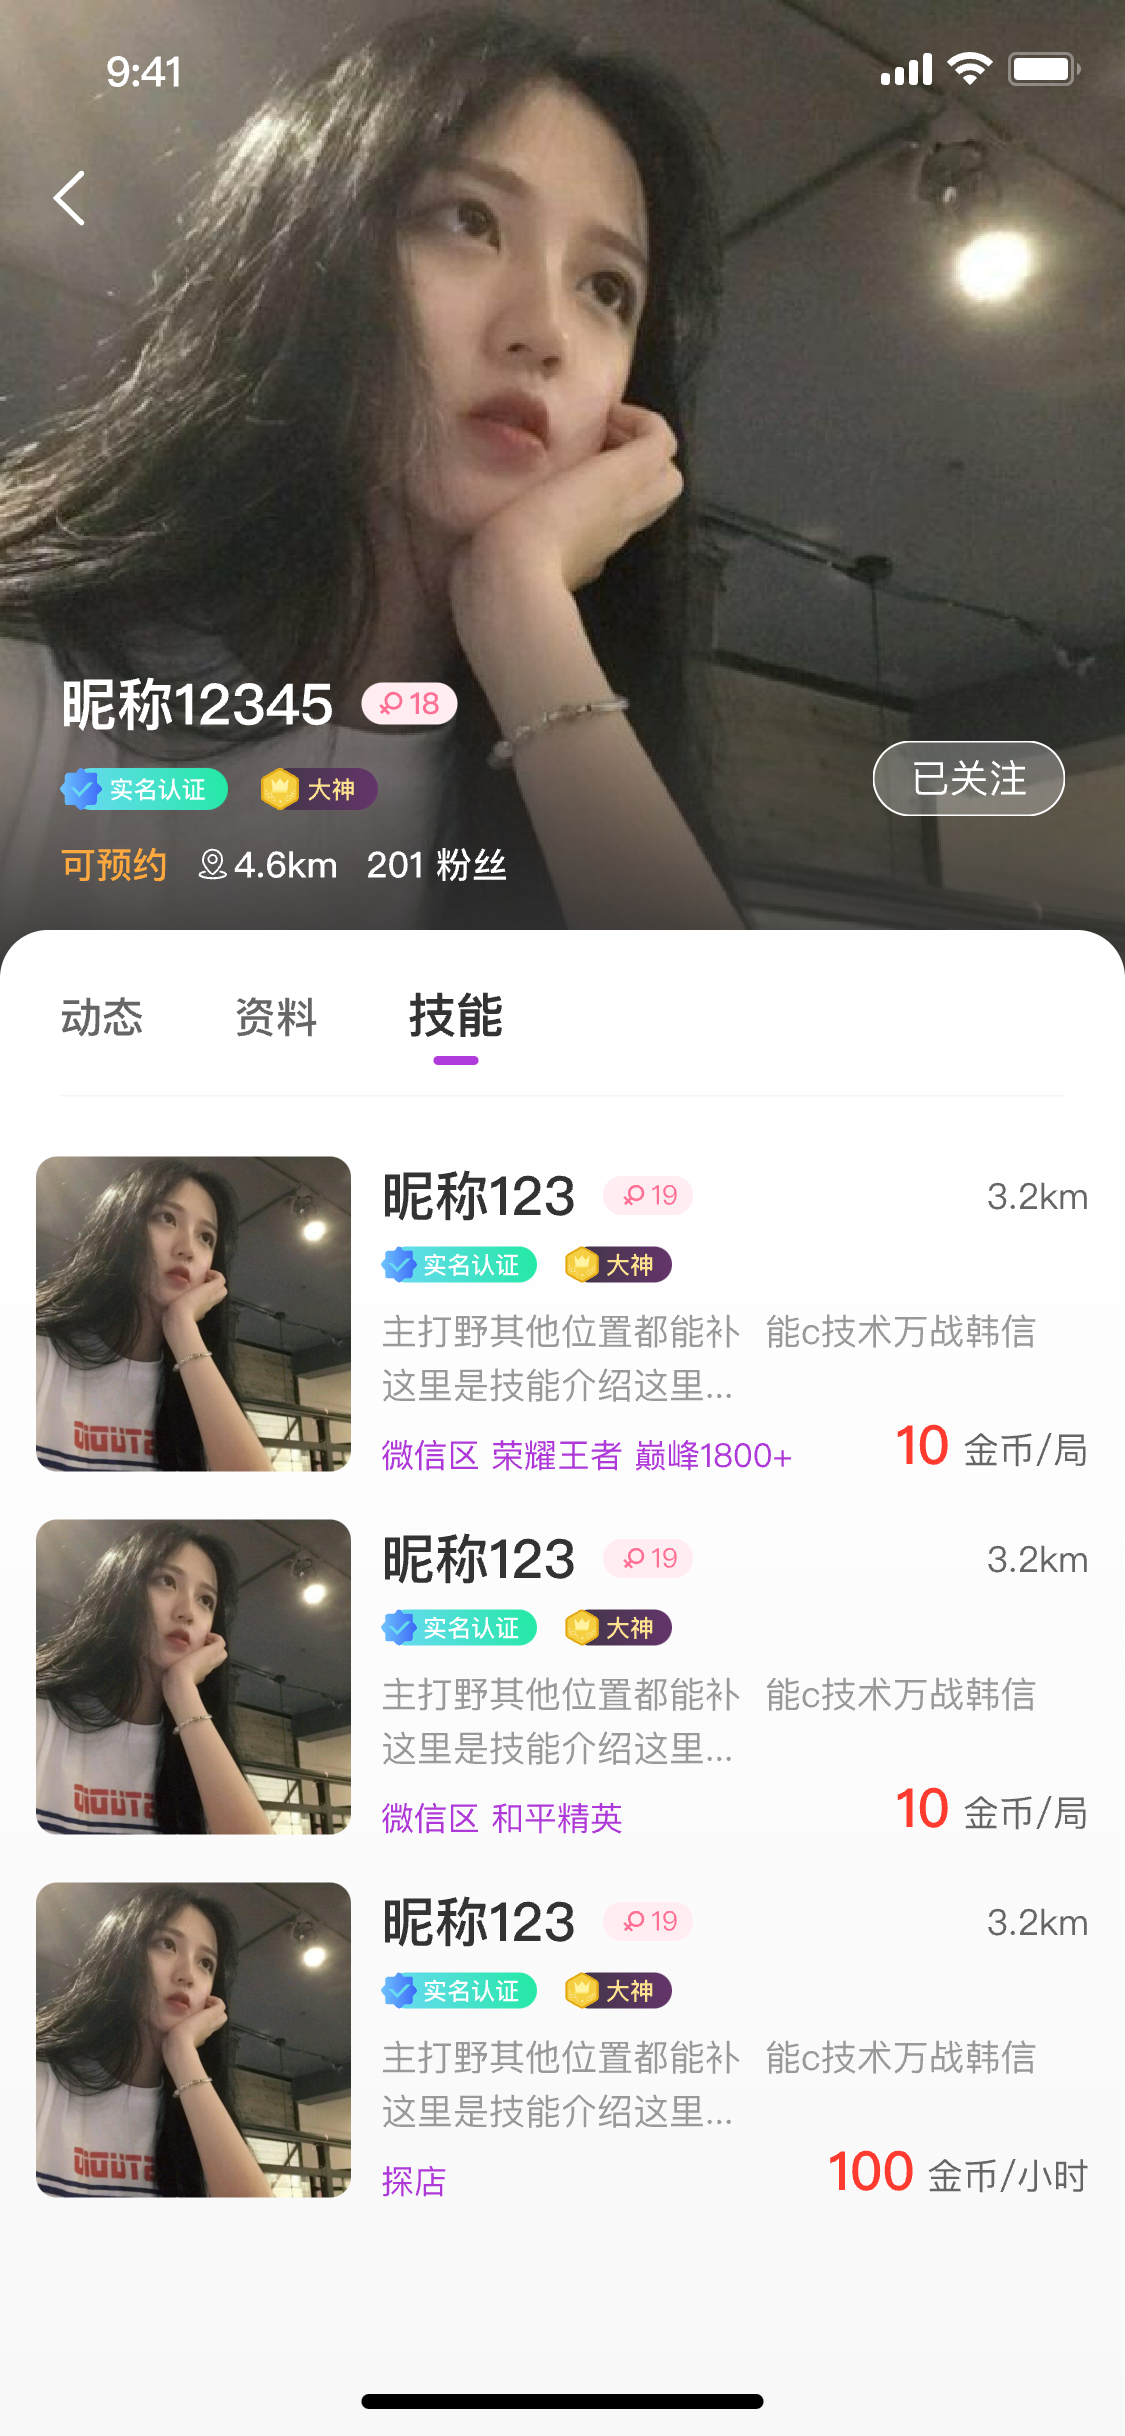 9:41
昵称12345 18
实名认证 大神
已关注
可预约 4.6km 201 粉丝
动态 资料 技能
昵称123 19 3.2km
实名认证 大神
主打野其他位置都能补 能c技术万战韩信
这里是技能介绍这里...
微信区 荣耀王者 巅峰1800+ 10 金币/局
昵称123 19 3.2km
实名认证 大神
主打野其他位置都能补 能c技术万战韩信
这里是技能介绍这里...
微信区 和平精英 10 金币/局
昵称123 19 3.2km
实名认证 大神
主打野其他位置都能补 能c技术万战韩信
这里是技能介绍这里...
探店 100 金币/小时